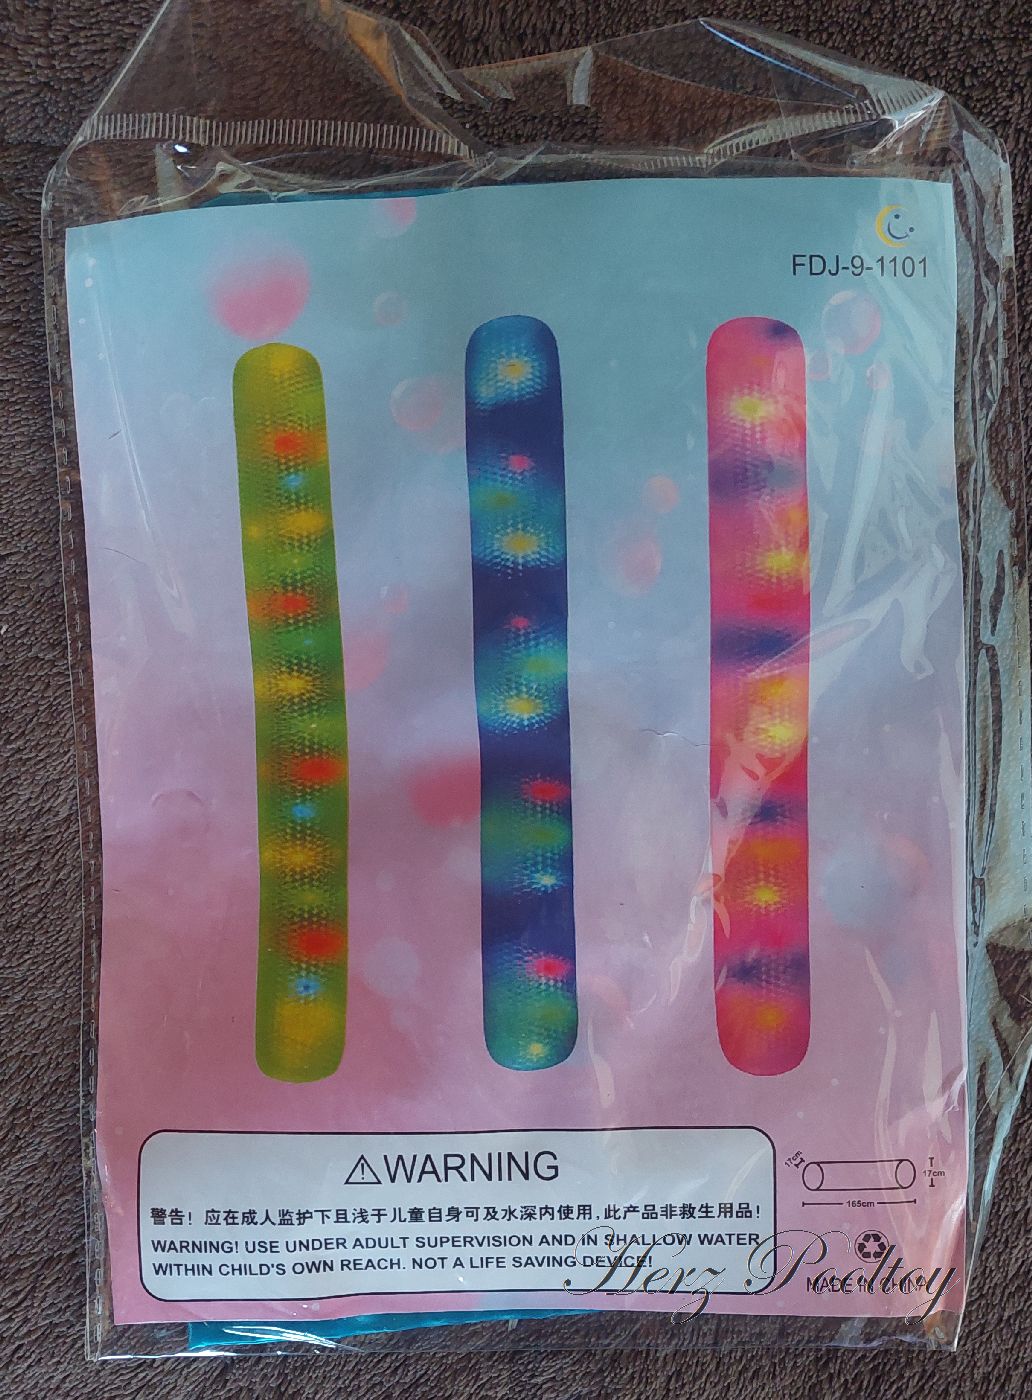 FDJ-9-1101
⚠WARNING
警告！应在成人监护下且浅于儿童自身可及水深内使用,此产品非救生用品！
WARNING! USE UNDER ADULT SUPERVISION AND IN SHALLOW WATER
WITHIN CHILD'S OWN REACH. NOT A LIFE SAVING DEVICE!
17cm
17cm
165cm
MADE IN CHINA
Herz Pooltoy